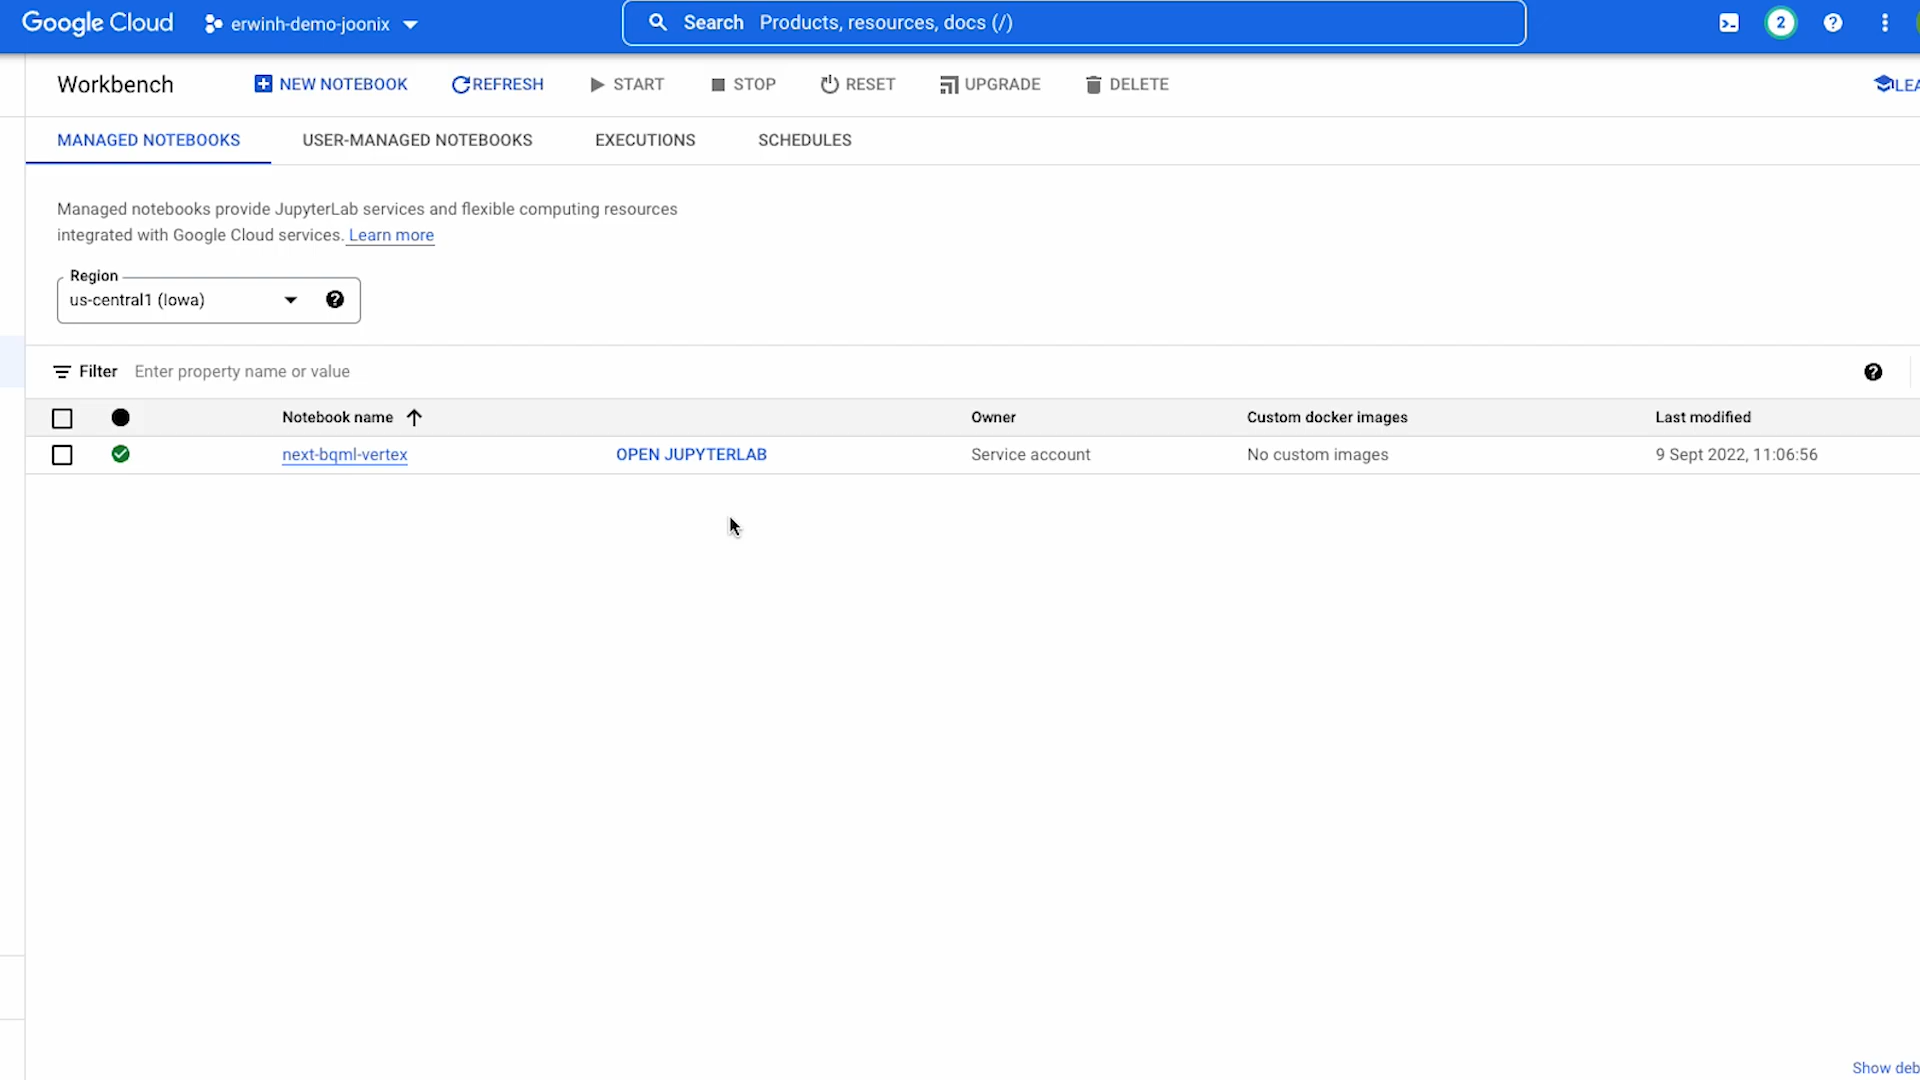 Google Cloud erwinh-demo-joonix Search Products, resources, docs (/) 2
Workbench NEW NOTEBOOK REFRESH START STOP RESET UPGRADE DELETE
MANAGED NOTEBOOKS USER-MANAGED NOTEBOOKS EXECUTIONS SCHEDULES
Managed notebooks provide JupyterLab services and flexible computing resources
integrated with Google Cloud services. Learn more
Region
us-central1 (Iowa)
Filter Enter property name or value
Notebook name Owner Custom docker images Last modified
next-bqml-vertex OPEN JUPYTERLAB Service account No custom images 9 Sept 2022, 11:06:56
Show